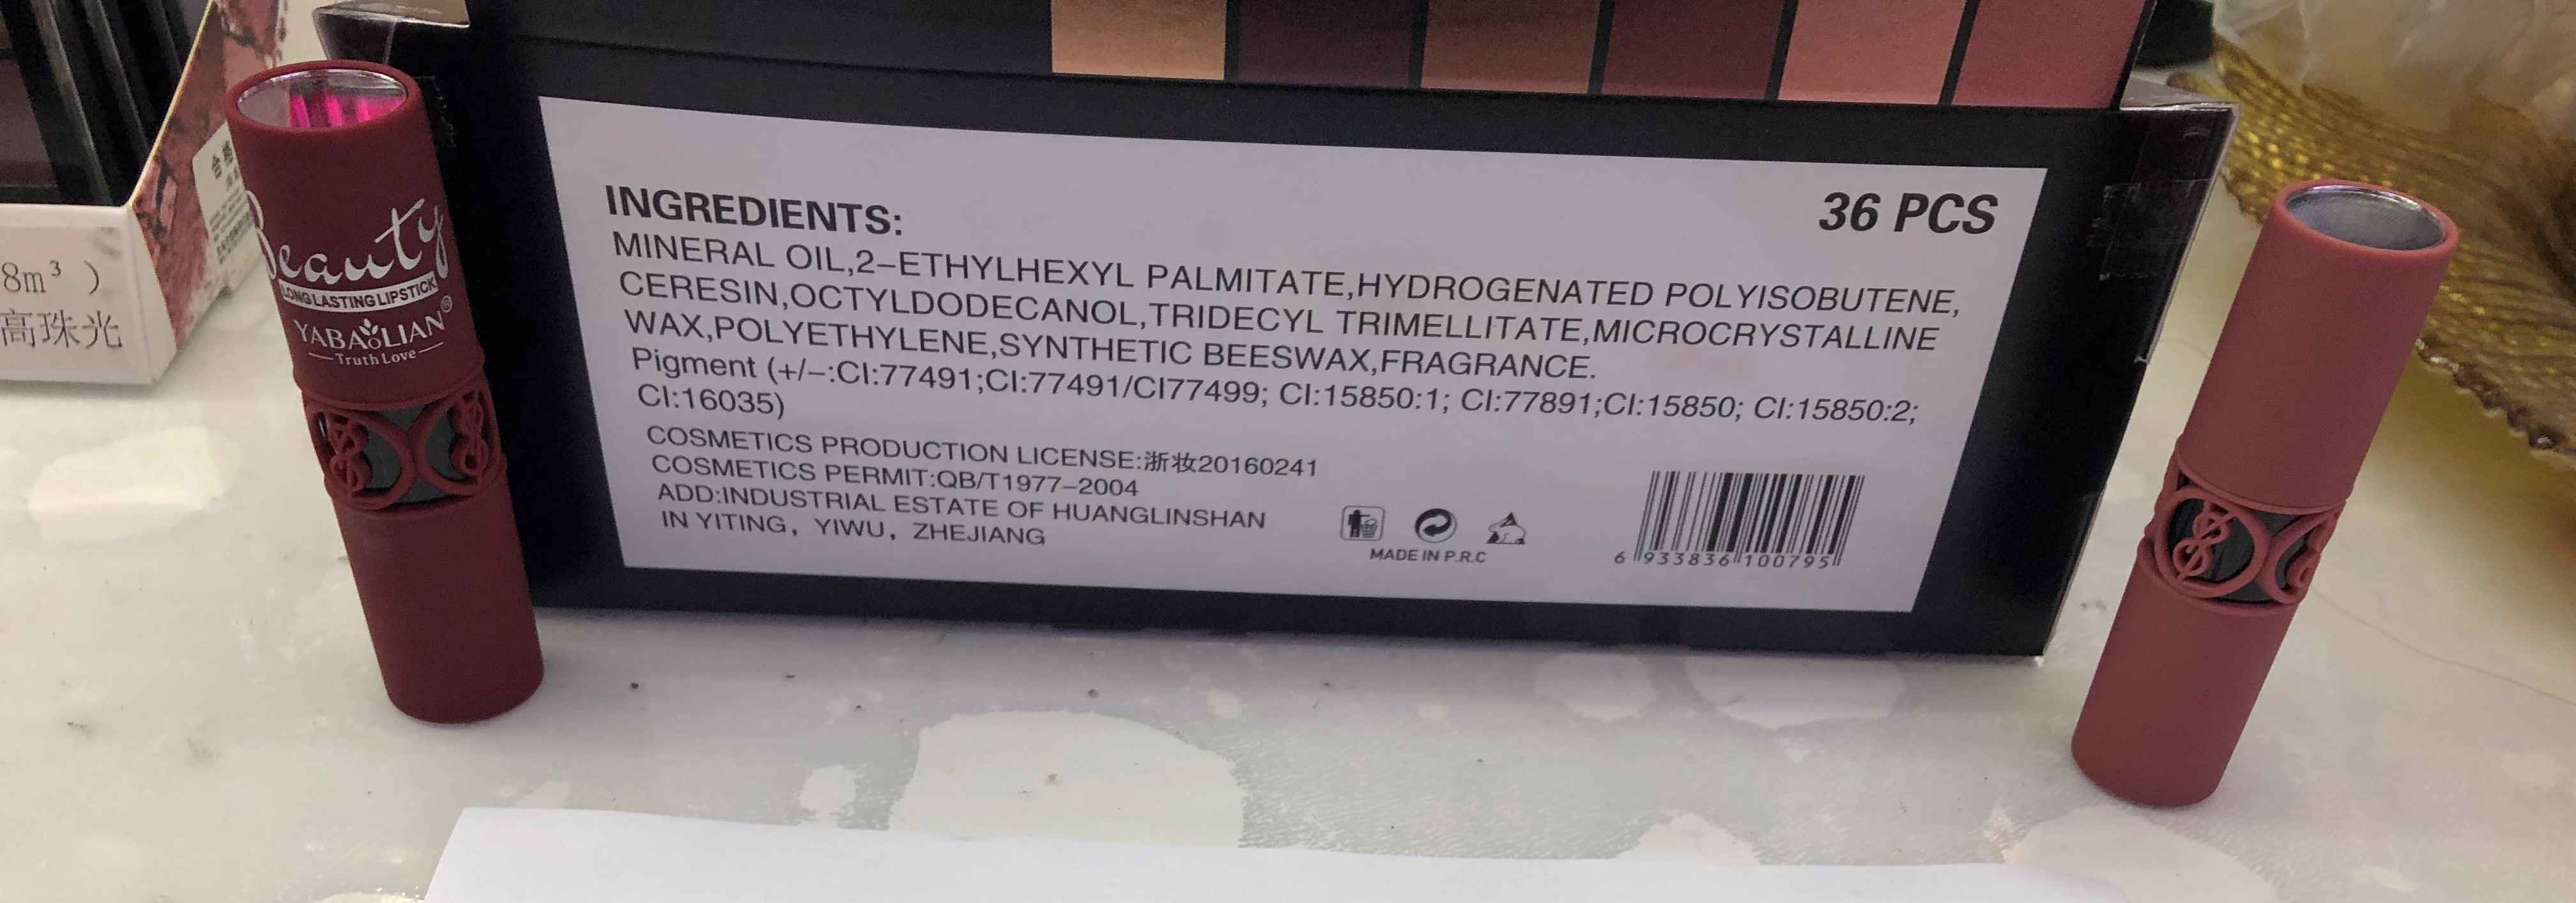 8m³ )
高珠光
合格
Beauty
LONG LASTING LIPSTICK
YABAOLIAN®
Truth Love
INGREDIENTS:
36 PCS
MINERAL OIL,2-ETHYLHEXYL PALMITATE,HYDROGENATED POLYISOBUTENE,
CERESIN,OCTYLDODECANOL,TRIDECYL TRIMELLITATE,MICROCRYSTALLINE
WAX,POLYETHYLENE,SYNTHETIC BEESWAX,FRAGRANCE.
Pigment (+/-:CI:77491;CI:77491/CI77499; CI:15850:1; CI:77891;CI:15850; CI:15850:2;
CI:16035)
COSMETICS PRODUCTION LICENSE:浙妆20160241
COSMETICS PERMIT:QB/T1977-2004
ADD:INDUSTRIAL ESTATE OF HUANGLINSHAN
IN YITING, YIWU, ZHEJIANG
MADE IN P.R.C
6 933836 100795